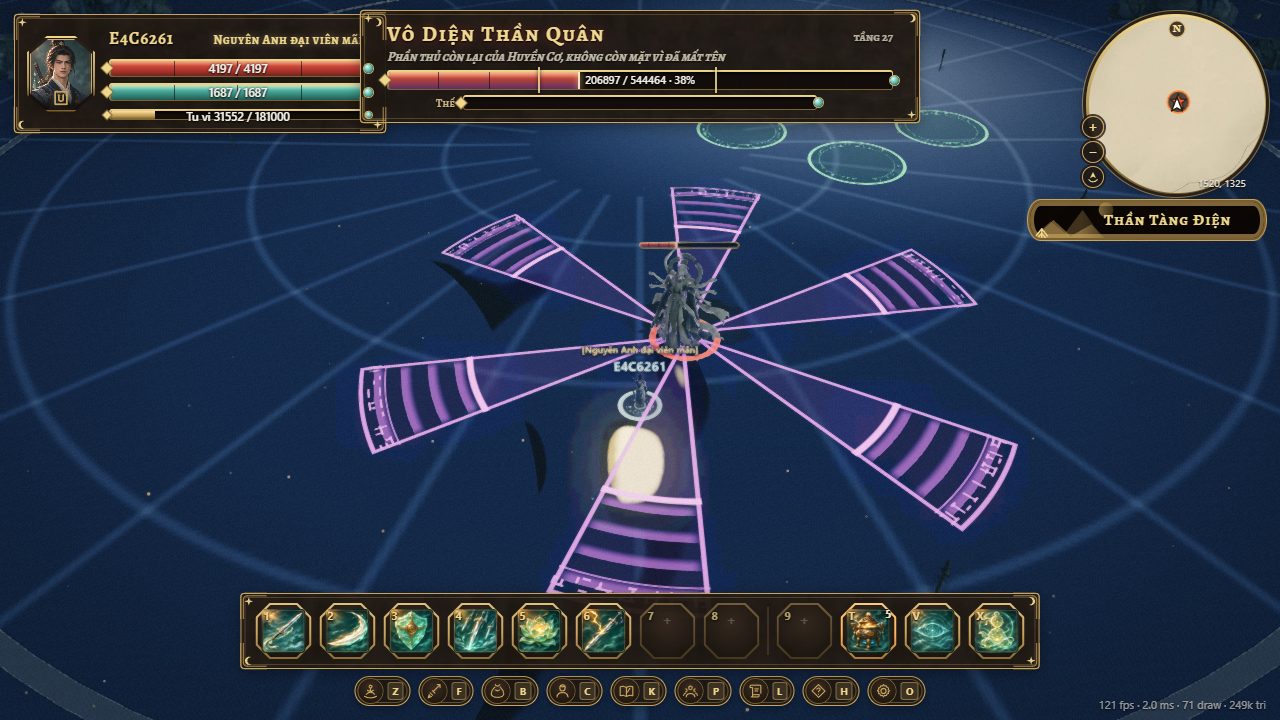 E4C6261
Nguyên Anh đại viên mãn
4197 / 4197
1687 / 1687
Tu vi 31552 / 181000
U
Vô Diện Thần Quân
Tầng 27
Phần thủ còn lại của Huyền Cơ, không còn mặt vì đã mất tên
206897 / 544464 · 38%
Thế
N
+
−
1520, 1325
Thần Tàng Điện
[Nguyên Anh đại viên mãn]
E4C6261
1 2 3 4 5 6 7 8 9 T 5 V X
Z F B C K P L H O
121 fps · 2.0 ms · 71 draw · 249k tri